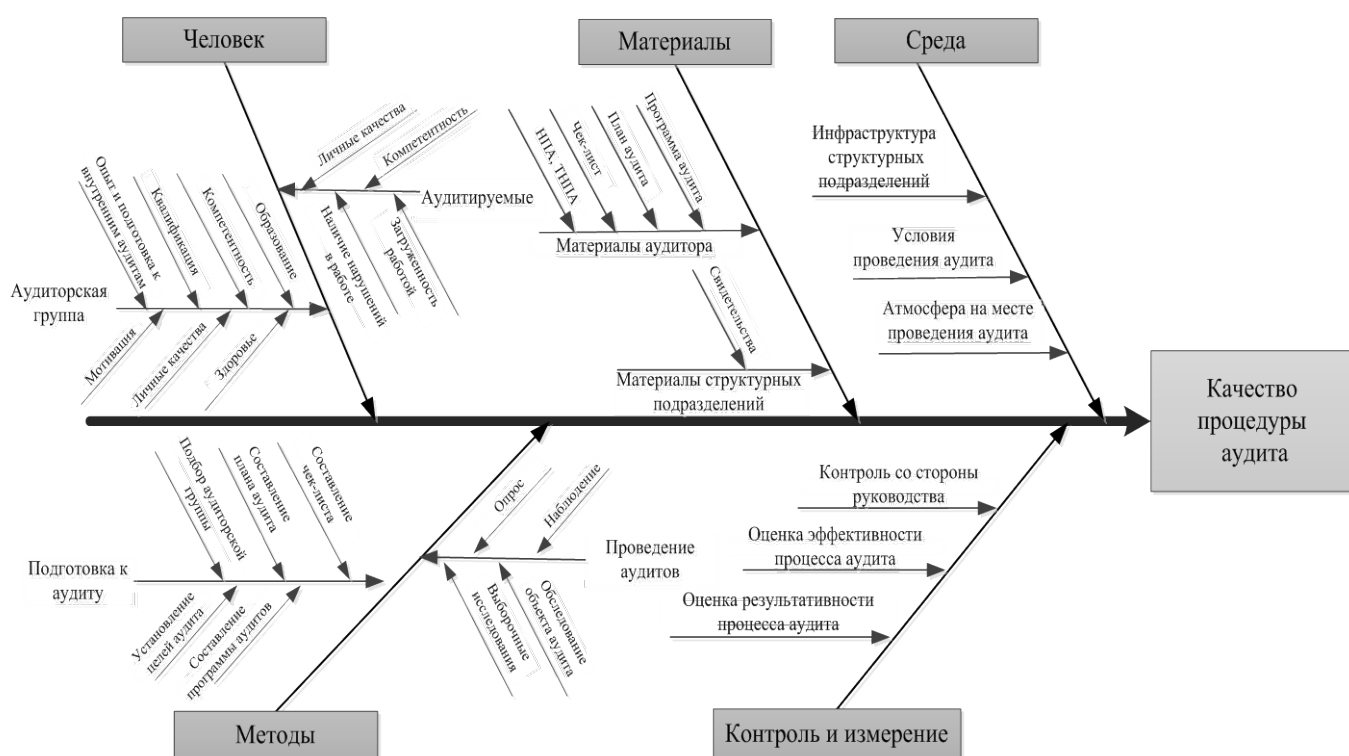 Человек
Материалы
Среда
Личные качества
Компетентность
Аудитируемые
Наличие нарушений
в работе
Загруженность
работой
Опыт и подготовка к
внутренним аудитам
Квалификация
Компетентность
Образование
Аудиторская
группа
Мотивация
Личные качества
Здоровье
НПА, ТНПА
Чек-лист
План аудита
Программа аудита
Материалы аудитора
Свидетельства
Материалы структурных
подразделений
Инфраструктура
структурных
подразделений
Условия
проведения аудита
Атмосфера на месте
проведения аудита
Качество
процедуры
аудита
Подбор аудиторской
группы
Составление
плана аудита
Составление
чек-листа
Подготовка к
аудиту
Установление
целей аудита
Составление
программы аудитов
Опрос
Наблюдение
Проведение
аудитов
Выборочные
исследования
Обследование
объекта аудита
Контроль со стороны
руководства
Оценка эффективности
процесса аудита
Оценка результативности
процесса аудита
Методы
Контроль и измерение